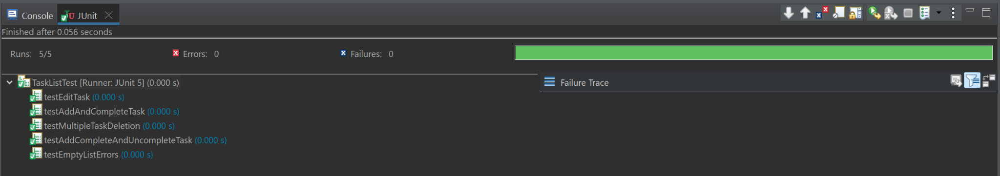 Console JUnit
Finished after 0.056 seconds
Runs: 5/5 Errors: 0 Failures: 0
TaskListTest [Runner: JUnit 5] (0.000 s)
Failure Trace
testEditTask (0.000 s)
testAddAndCompleteTask (0.000 s)
testMultipleTaskDeletion (0.000 s)
testAddCompleteAndUncompleteTask (0.000 s)
testEmptyListErrors (0.000 s)